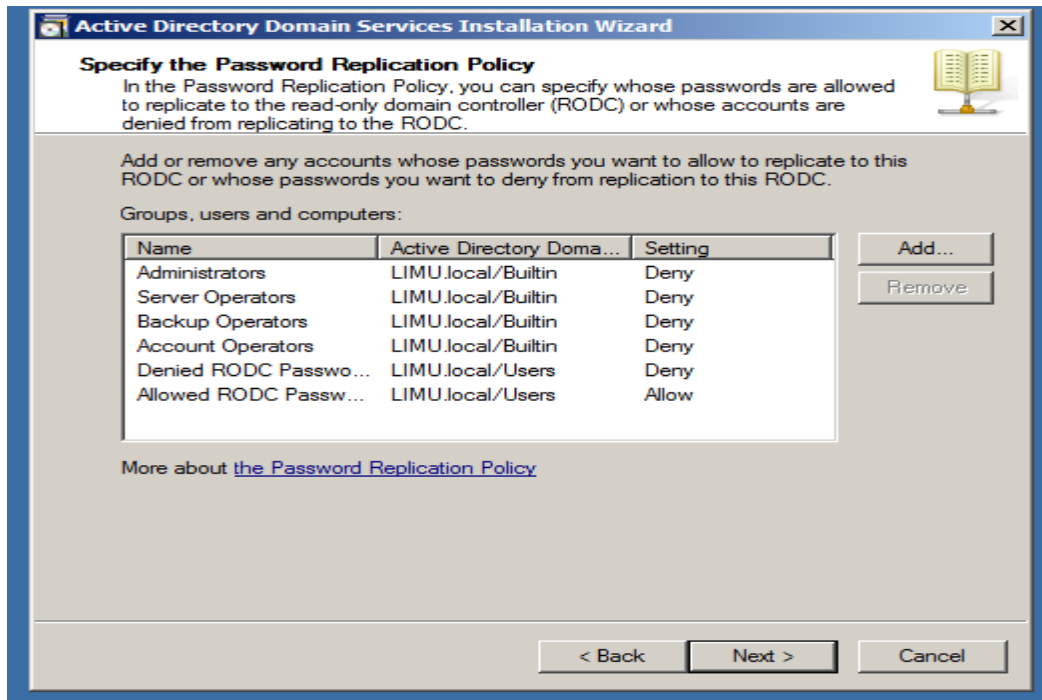 Active Directory Domain Services Installation Wizard
Specify the Password Replication Policy
In the Password Replication Policy, you can specify whose passwords are allowed
to replicate to the read-only domain controller (RODC) or whose accounts are
denied from replicating to the RODC.
Add or remove any accounts whose passwords you want to allow to replicate to this
RODC or whose passwords you want to deny from replication to this RODC.
Groups, users and computers:
Name Active Directory Doma... Setting
Administrators LIMU.local/Builtin Deny
Server Operators LIMU.local/Builtin Deny
Backup Operators LIMU.local/Builtin Deny
Account Operators LIMU.local/Builtin Deny
Denied RODC Passwo... LIMU.local/Users Deny
Allowed RODC Passw... LIMU.local/Users Allow
Add...
Remove
More about the Password Replication Policy
< Back Next > Cancel